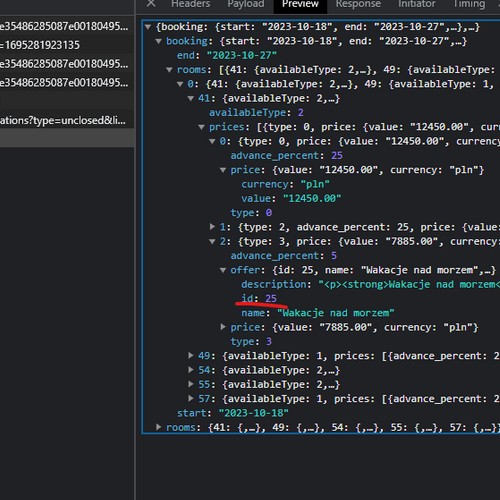 Headers Payload Preview Response Initiator Timing
e35486285087e00180495...
=1695281923135
e35486285087e00180495...
e35486285087e00180495...
ations?type=unclosed&li...
{booking: {start: "2023-10-18", end: "2023-10-27",…},…}
booking: {start: "2023-10-18", end: "2023-10-27",…
end: "2023-10-27"
rooms: [{41: {availableType: 2,…}, 49: {availableType:
0: {41: {availableType: 2,…}, 49: {availableType: 1,
41: {availableType: 2,…}
availableType: 2
prices: [{type: 0, price: {value: "12450.00", cur
0: {type: 0, price: {value: "12450.00", currency
advance_percent: 25
price: {value: "12450.00", currency: "pln"}
currency: "pln"
value: "12450.00"
type: 0
1: {type: 2, advance_percent: 25, price: {value:
2: {type: 3, price: {value: "7885.00", currency:
advance_percent: 5
offer: {id: 25, name: "Wakacje nad morzem",…}
description: "<p><strong>Wakacje nad morzem<
id: 25
name: "Wakacje nad morzem"
price: {value: "7885.00", currency: "pln"}
type: 3
49: {availableType: 1, prices: [{advance_percent: 2
54: {availableType: 2,…}
55: {availableType: 2,…}
57: {availableType: 1, prices: [{advance_percent: 2
start: "2023-10-18"
rooms: {41: {,…}, 49: {,…}, 54: {,…}, 55: {,…}, 57: {,…}}